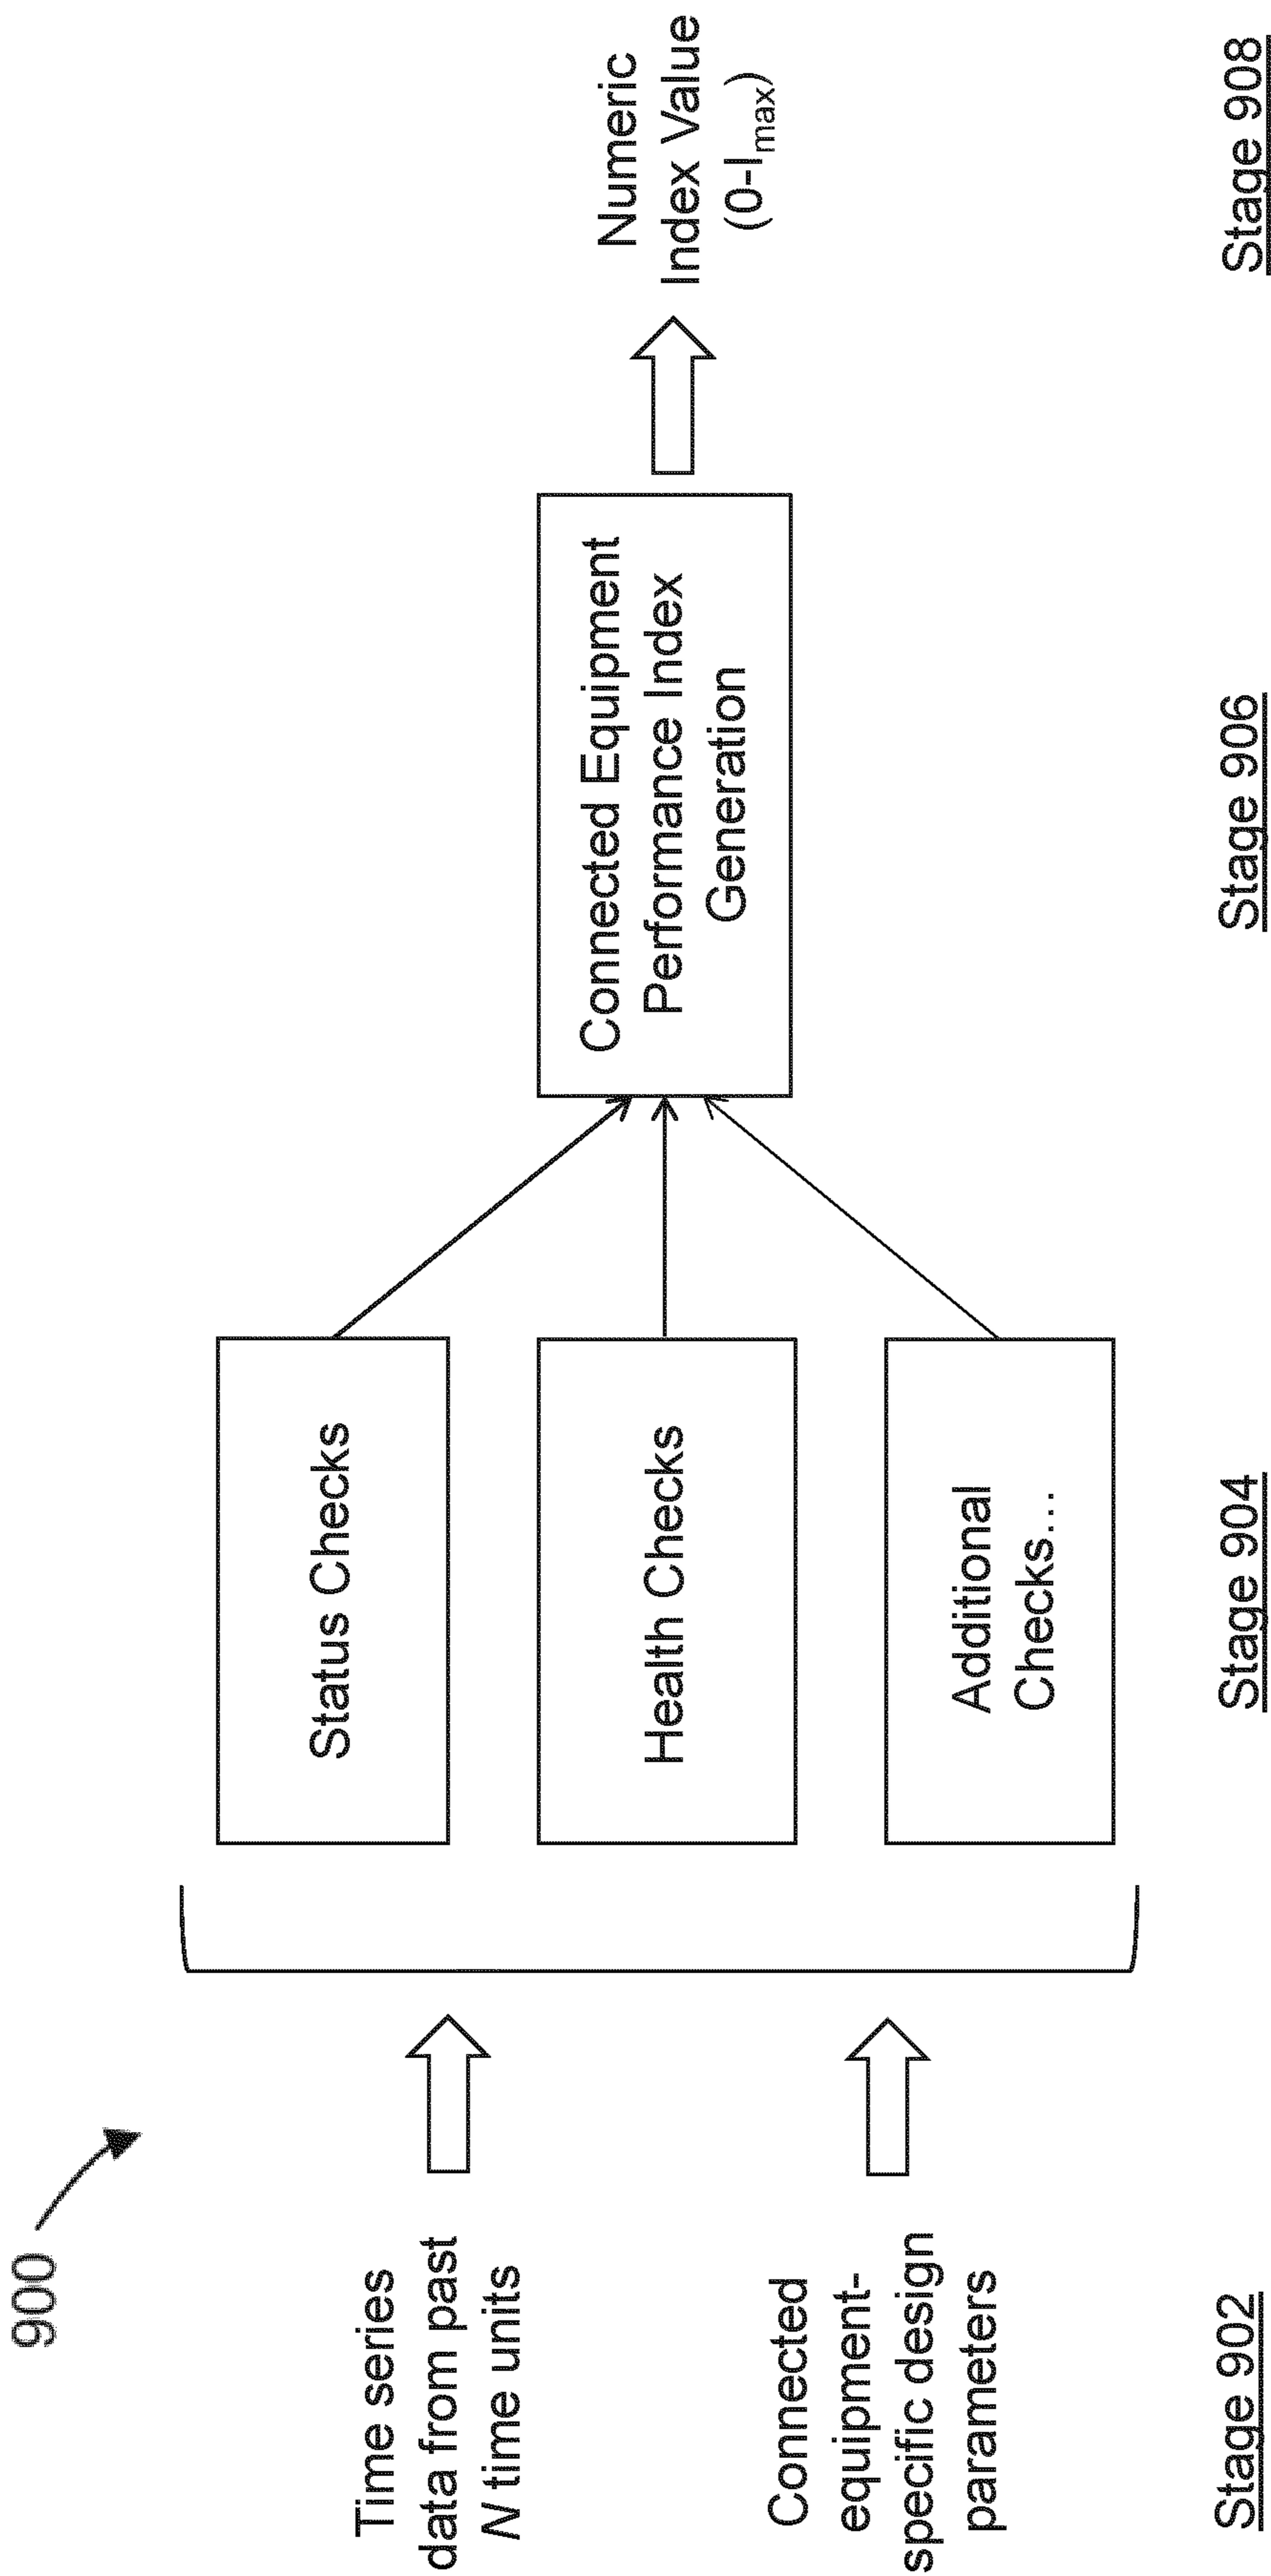 900
Time series
data from past
N time units
Connected
equipment-
specific design
parameters
Stage 902
Status Checks
Health Checks
Additional
Checks...
Stage 904
Connected Equipment
Performance Index
Generation
Stage 906
Numeric
Index Value
(0-Imax)
Stage 908